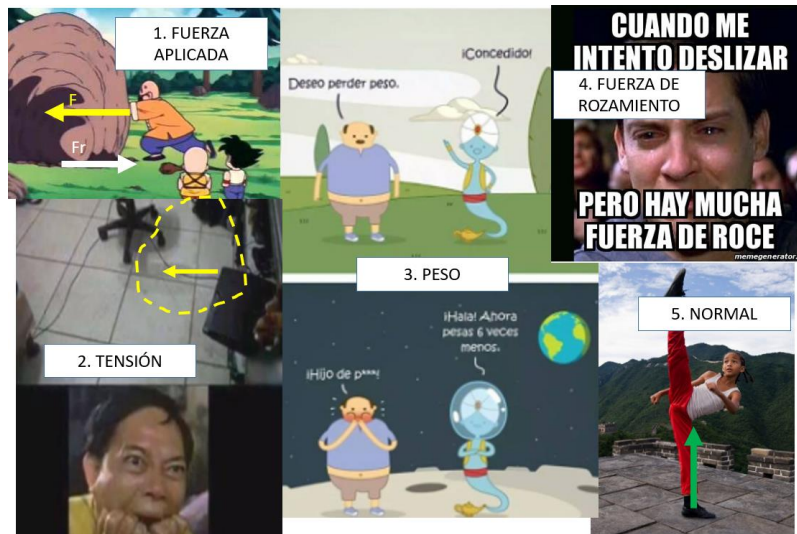 1. FUERZA
APLICADA
F
Fr
Deseo perder peso.
¡Concedido!
CUANDO ME
INTENTO DESLIZAR
4. FUERZA DE
ROZAMIENTO
PERO HAY MUCHA
FUERZA DE ROCE
memegenerator.
2. TENSIÓN
3. PESO
¡Hala! Ahora
pesas 6 veces
menos.
¡Hijo de p***!
5. NORMAL